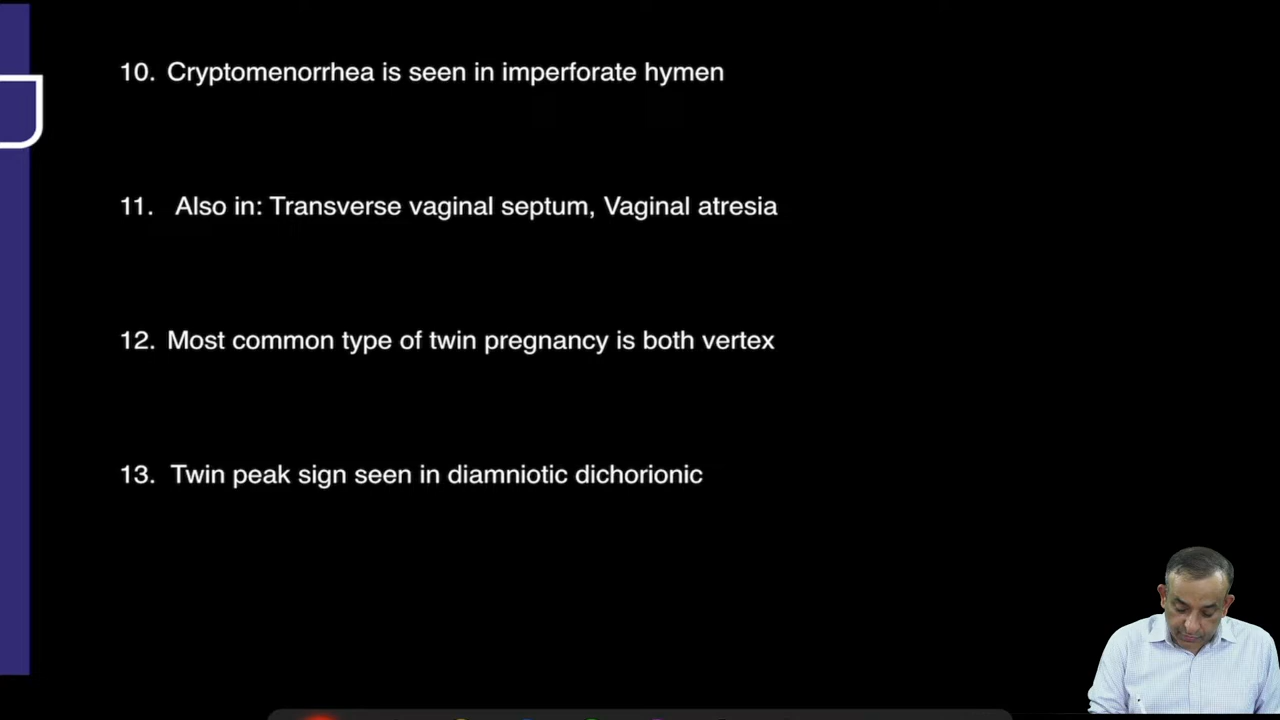 10. Cryptomenorrhea is seen in imperforate hymen
11. Also in: Transverse vaginal septum, Vaginal atresia
12. Most common type of twin pregnancy is both vertex
13. Twin peak sign seen in diamniotic dichorionic